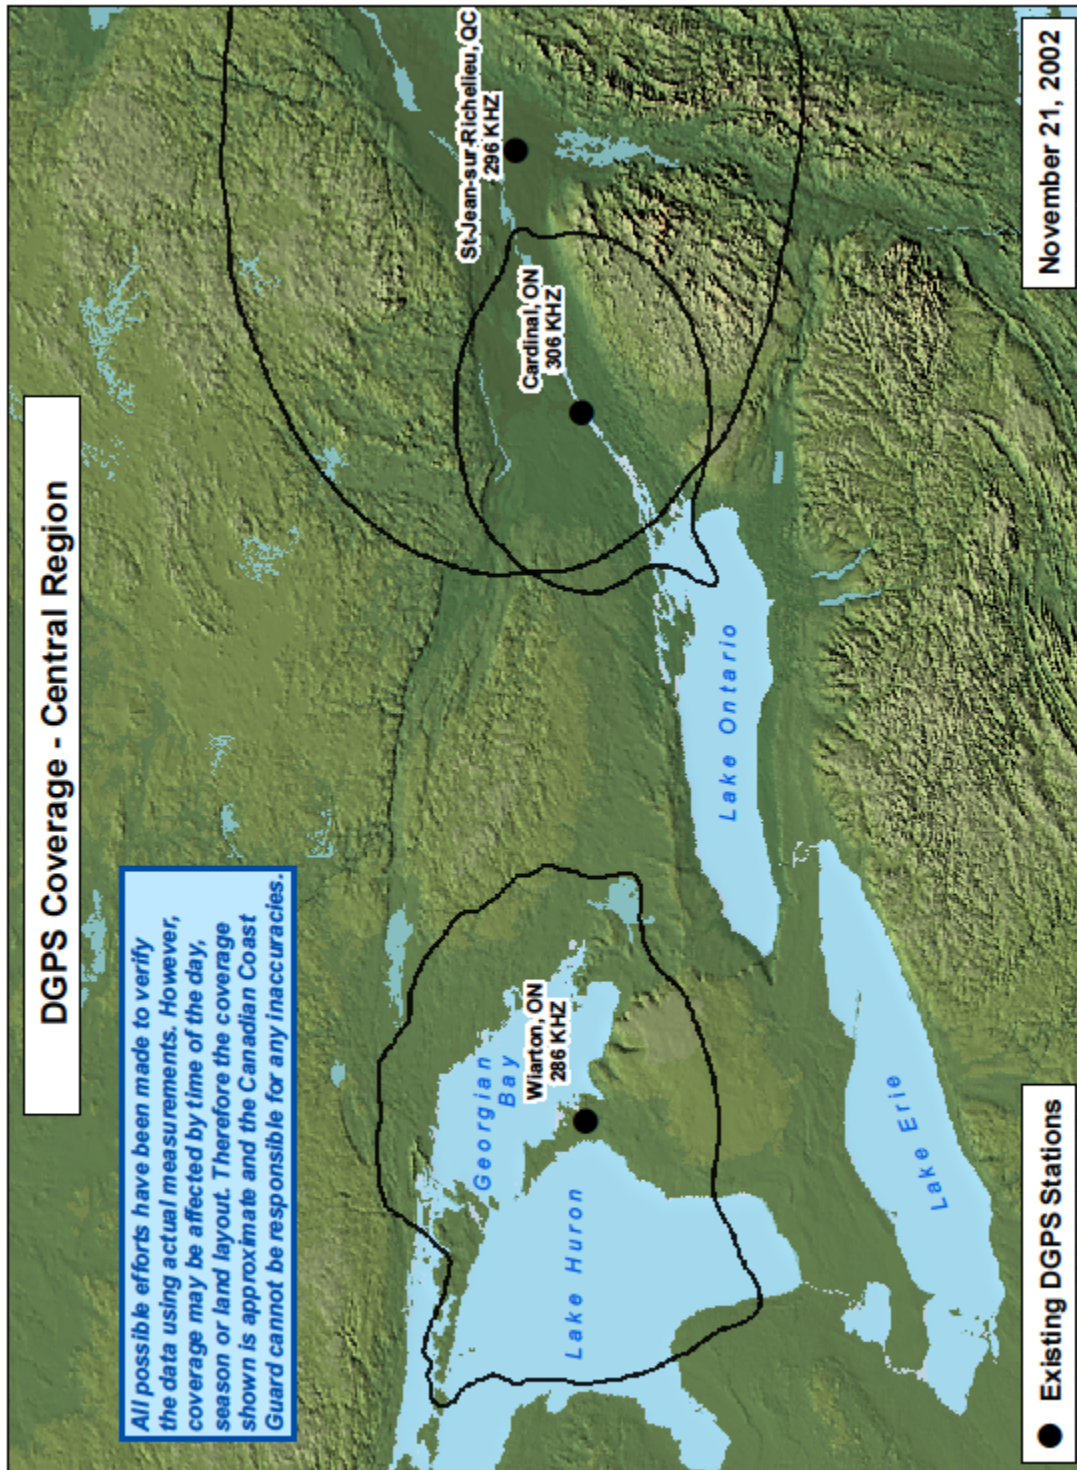 DGPS Coverage - Central Region
All possible efforts have been made to verify
the data using actual measurements. However,
coverage may be affected by time of the day,
season or land layout. Therefore the coverage
shown is approximate and the Canadian Coast
Guard cannot be responsible for any inaccuracies.
St-Jean-sur-Richelieu, QC
296 KHZ
Cardinal, ON
306 KHZ
Georgian
Bay
Wiarton, ON
286 KHZ
Lake Huron
Lake Ontario
Lake Erie
Existing DGPS Stations
November 21, 2002